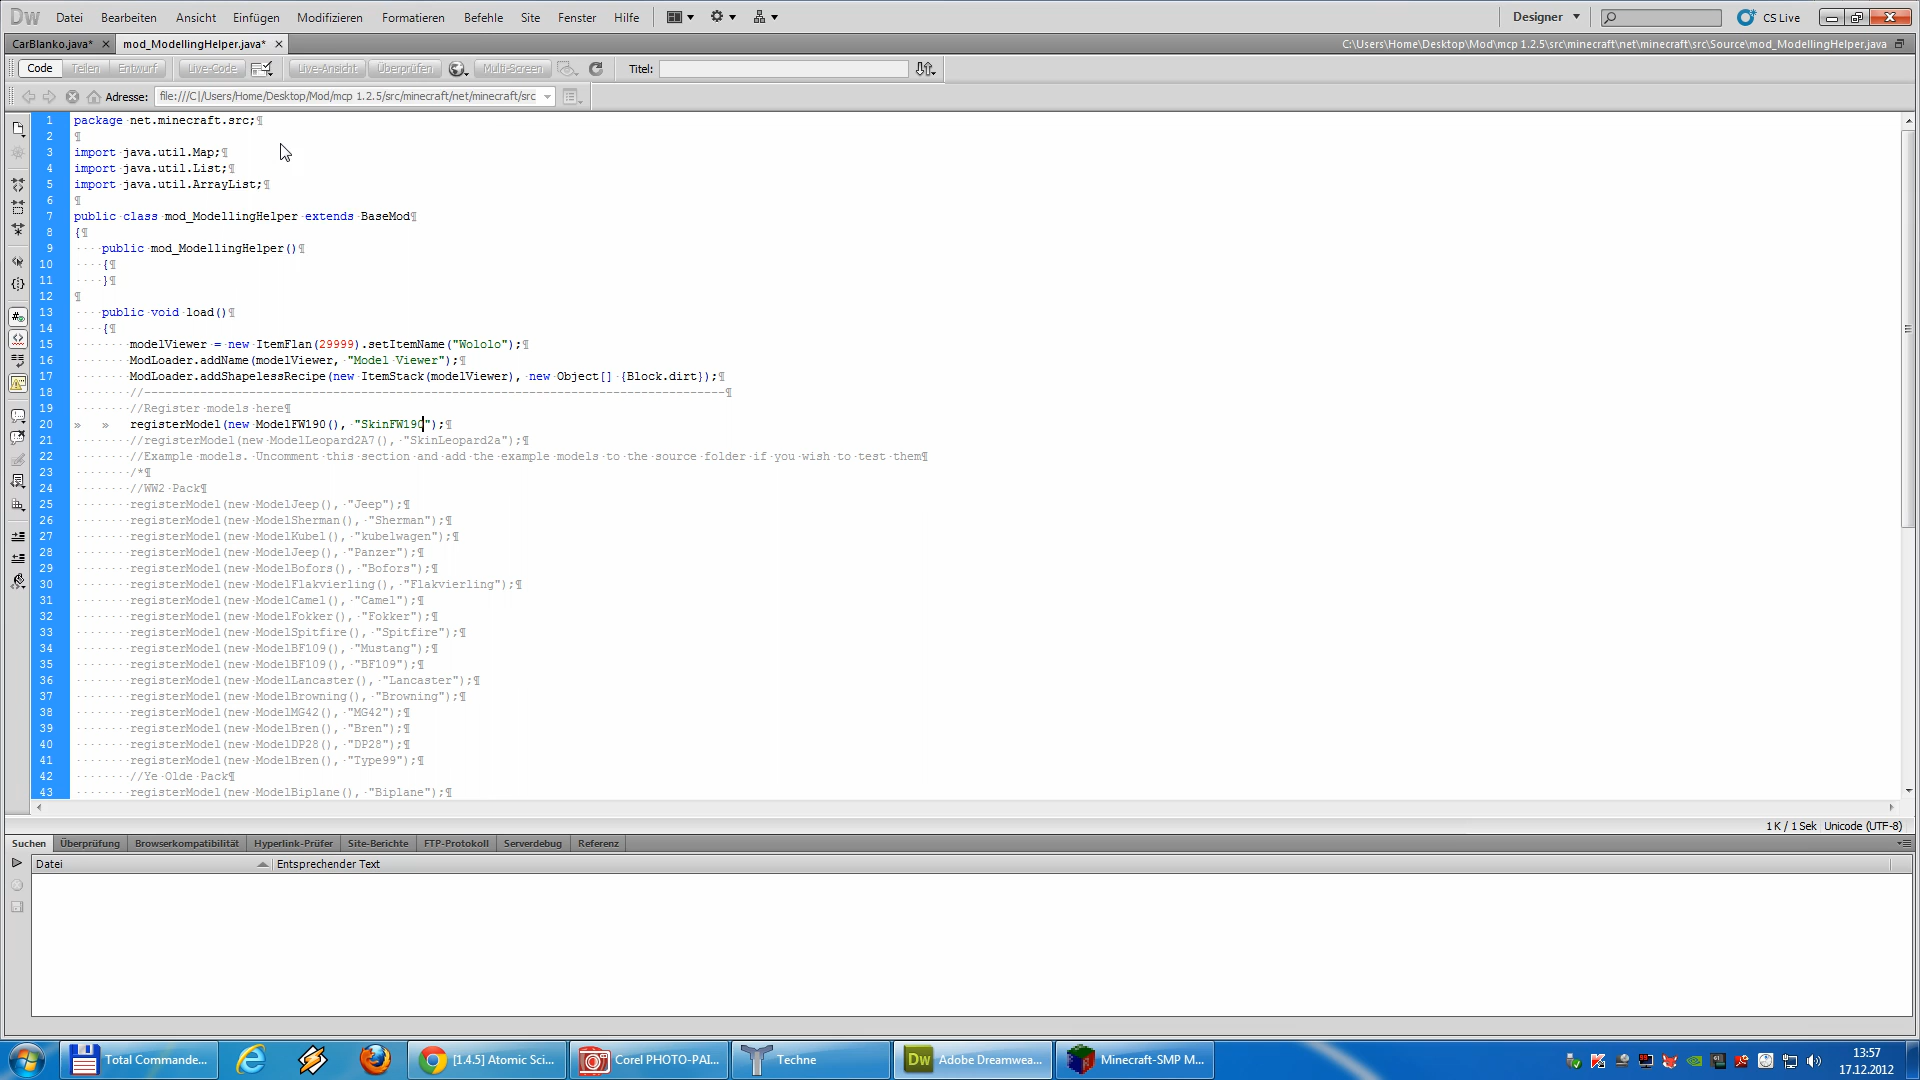 Dw Datei Bearbeiten Ansicht Einfügen Modifizieren Formatieren Befehle Site Fenster Hilfe Designer CS Live
CarBlanko.java* mod_ModellingHelper.java* C:\Users\Home\Desktop\Mod\mcp 1.2.5\src\minecraft\net\minecraft\src\Source\mod_ModellingHelper.java
Code Teilen Entwurf Live-Code Live-Ansicht Überprüfen Multi-Screen Titel:
Adresse: file:///C|/Users/Home/Desktop/Mod/mcp 1.2.5/src/minecraft/net/minecraft/src
1 package net.minecraft.src;¶
2 ¶
3 import java.util.Map;¶
4 import java.util.List;¶
5 import java.util.ArrayList;¶
6 ¶
7 public class mod_ModellingHelper extends BaseMod¶
8 {¶
9 public mod_ModellingHelper()¶
10 {¶
11 }¶
12 ¶
13 public void load()¶
14 {¶
15 modelViewer = new ItemFlan(29999).setItemName("Wololo");¶
16 ModLoader.addName(modelViewer, "Model Viewer");¶
17 ModLoader.addShapelessRecipe(new ItemStack(modelViewer), new Object[] {Block.dirt});¶
18 //-----------------------------------------------------------------------------------¶
19 //Register models here¶
20 » » registerModel(new ModelFW190(), "SkinFW190");¶
21 //registerModel(new ModelLeopard2A7(), "SkinLeopard2a");¶
22 //Example models. Uncomment this section and add the example models to the source folder if you wish to test them¶
23 /*¶
24 //WW2 Pack¶
25 registerModel(new ModelJeep(), "Jeep");¶
26 registerModel(new ModelSherman(), "Sherman");¶
27 registerModel(new ModelKubel(), "kubelwagen");¶
28 registerModel(new ModelJeep(), "Panzer");¶
29 registerModel(new ModelBofors(), "Bofors");¶
30 registerModel(new ModelFlakvierling(), "Flakvierling");¶
31 registerModel(new ModelCamel(), "Camel");¶
32 registerModel(new ModelFokker(), "Fokker");¶
33 registerModel(new ModelSpitfire(), "Spitfire");¶
34 registerModel(new ModelBF109(), "Mustang");¶
35 registerModel(new ModelBF109(), "BF109");¶
36 registerModel(new ModelLancaster(), "Lancaster");¶
37 registerModel(new ModelBrowning(), "Browning");¶
38 registerModel(new ModelMG42(), "MG42");¶
39 registerModel(new ModelBren(), "Bren");¶
40 registerModel(new ModelDP28(), "DP28");¶
41 registerModel(new ModelBren(), "Type99");¶
42 //Ye Olde Pack¶
43 registerModel(new ModelBiplane(), "Biplane");¶
1 K / 1 Sek Unicode (UTF-8)
Suchen Überprüfung Browserkompatibilität Hyperlink-Prüfer Site-Berichte FTP-Protokoll Serverdebug Referenz
Datei Entsprechender Text
Total Commande... [1.4.5] Atomic Sci... Corel PHOTO-PAI... Techne Dw Adobe Dreamwea... Minecraft-SMP M... 13:57
17.12.2012